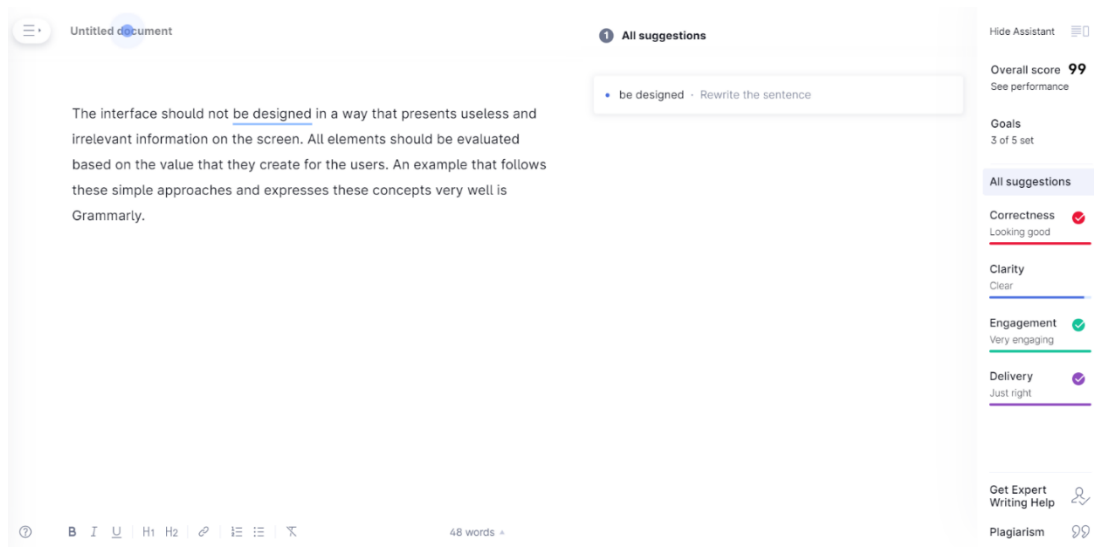 Untitled document
The interface should not be designed in a way that presents useless and
irrelevant information on the screen. All elements should be evaluated
based on the value that they create for the users. An example that follows
these simple approaches and expresses these concepts very well is
Grammarly.
B I U H1 H2
48 words
1 All suggestions
be designed · Rewrite the sentence
Hide Assistant
Overall score 99
See performance
Goals
3 of 5 set
All suggestions
Correctness
Looking good
Clarity
Clear
Engagement
Very engaging
Delivery
Just right
Get Expert
Writing Help
Plagiarism